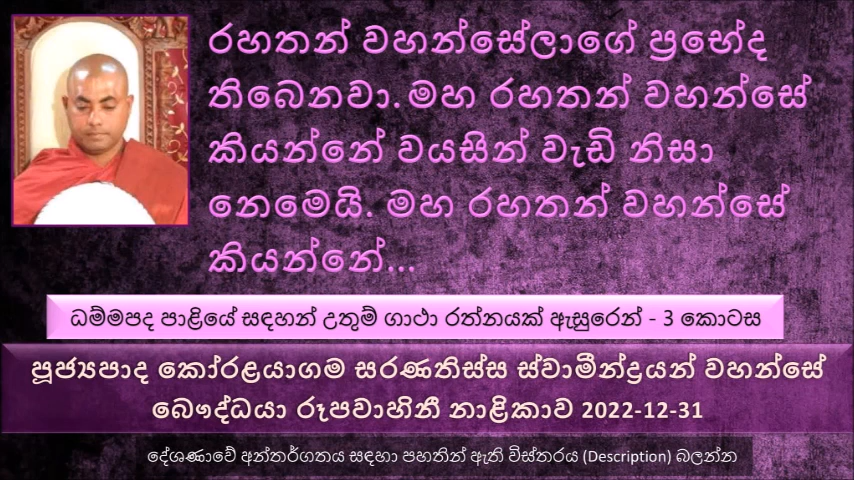 රහතන් වහන්සේලාගේ ප්‍රභේද
තිබෙනවා. මහ රහතන් වහන්සේ
කියන්නේ වයසින් වැඩි නිසා
නෙමෙයි. මහ රහතන් වහන්සේ
කියන්නේ...
ධම්මපද පාළියේ සඳහන් උතුම් ගාථා රත්නයක් ඇසුරෙන් - 3 කොටස
පූජ්‍යපාද කෝරළයාගම සරණතිස්ස ස්වාමීන්ද්‍රයන් වහන්සේ
බෞද්ධයා රූපවාහිනී නාළිකාව 2022-12-31
දේශණාවේ අන්තර්ගතය සඳහා පහතින් ඇති විස්තරය (Description) බලන්න